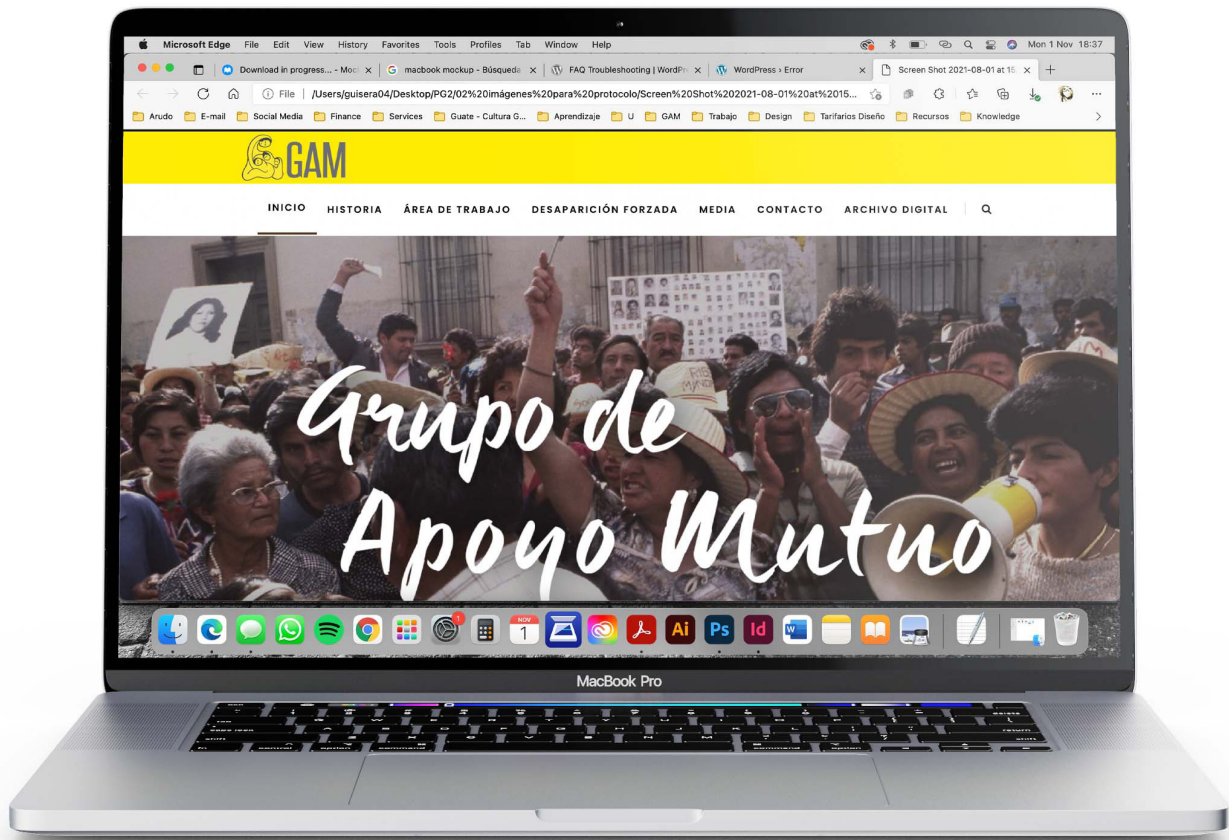 Microsoft Edge File Edit View History Favorites Tools Profiles Tab Window Help Mon 1 Nov 18:37
Download in progress... - Moc macbook mockup - Búsqueda FAQ Troubleshooting | WordPr WordPress › Error Screen Shot 2021-08-01 at 15
File | /Users/guisera04/Desktop/PG2/02%20imágenes%20para%20protocolo/Screen%20Shot%202021-08-01%20at%2015...
Arudo E-mail Social Media Finance Services Guate - Cultura G... Aprendizaje U GAM Trabajo Design Tarifarios Diseño Recursos Knowledge
GAM
INICIO HISTORIA ÁREA DE TRABAJO DESAPARICIÓN FORZADA MEDIA CONTACTO ARCHIVO DIGITAL
Grupo de
Apoyo Mutuo
NOV
1 Ai Ps Id W
MacBook Pro